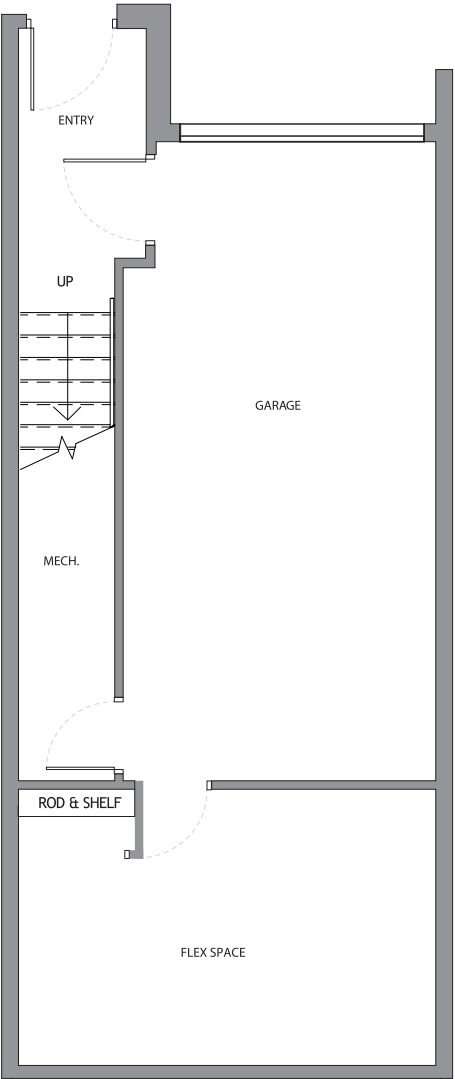 ENTRY
UP
GARAGE
MECH.
ROD & SHELF
FLEX SPACE